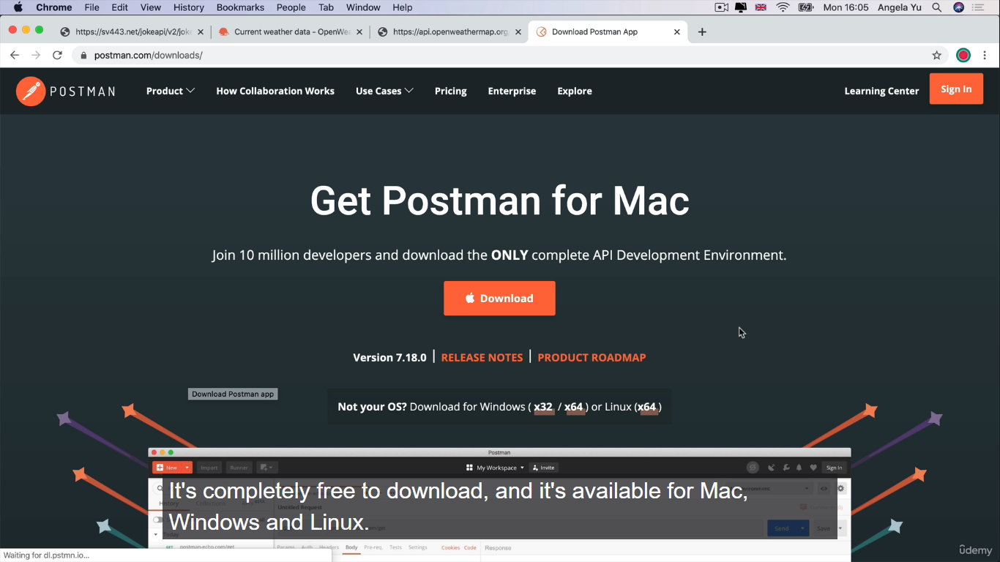 Chrome File Edit View History Bookmarks People Tab Window Help Mon 16:05 Angela Yu
https://sv443.net/jokeapi/v2/jok Current weather data - OpenWea https://api.openweathermap.org Download Postman App
postman.com/downloads/
POSTMAN Product How Collaboration Works Use Cases Pricing Enterprise Explore Learning Center Sign In
Get Postman for Mac
Join 10 million developers and download the ONLY complete API Development Environment.
Download
Version 7.18.0 | RELEASE NOTES | PRODUCT ROADMAP
Download Postman app
Not your OS? Download for Windows ( x32 / x64 ) or Linux (x64 )
Postman
New Import Runner My Workspace Invite Sign In
It's completely free to download, and it's available for Mac,
Windows and Linux.
History Collections BETA
Untitled Request
Send Save
Today
GET postman-echo.com/get
Params Auth Headers Body Pre-req. Tests Settings Cookies Code Response
Waiting for dl.pstmn.io...
ûdemy